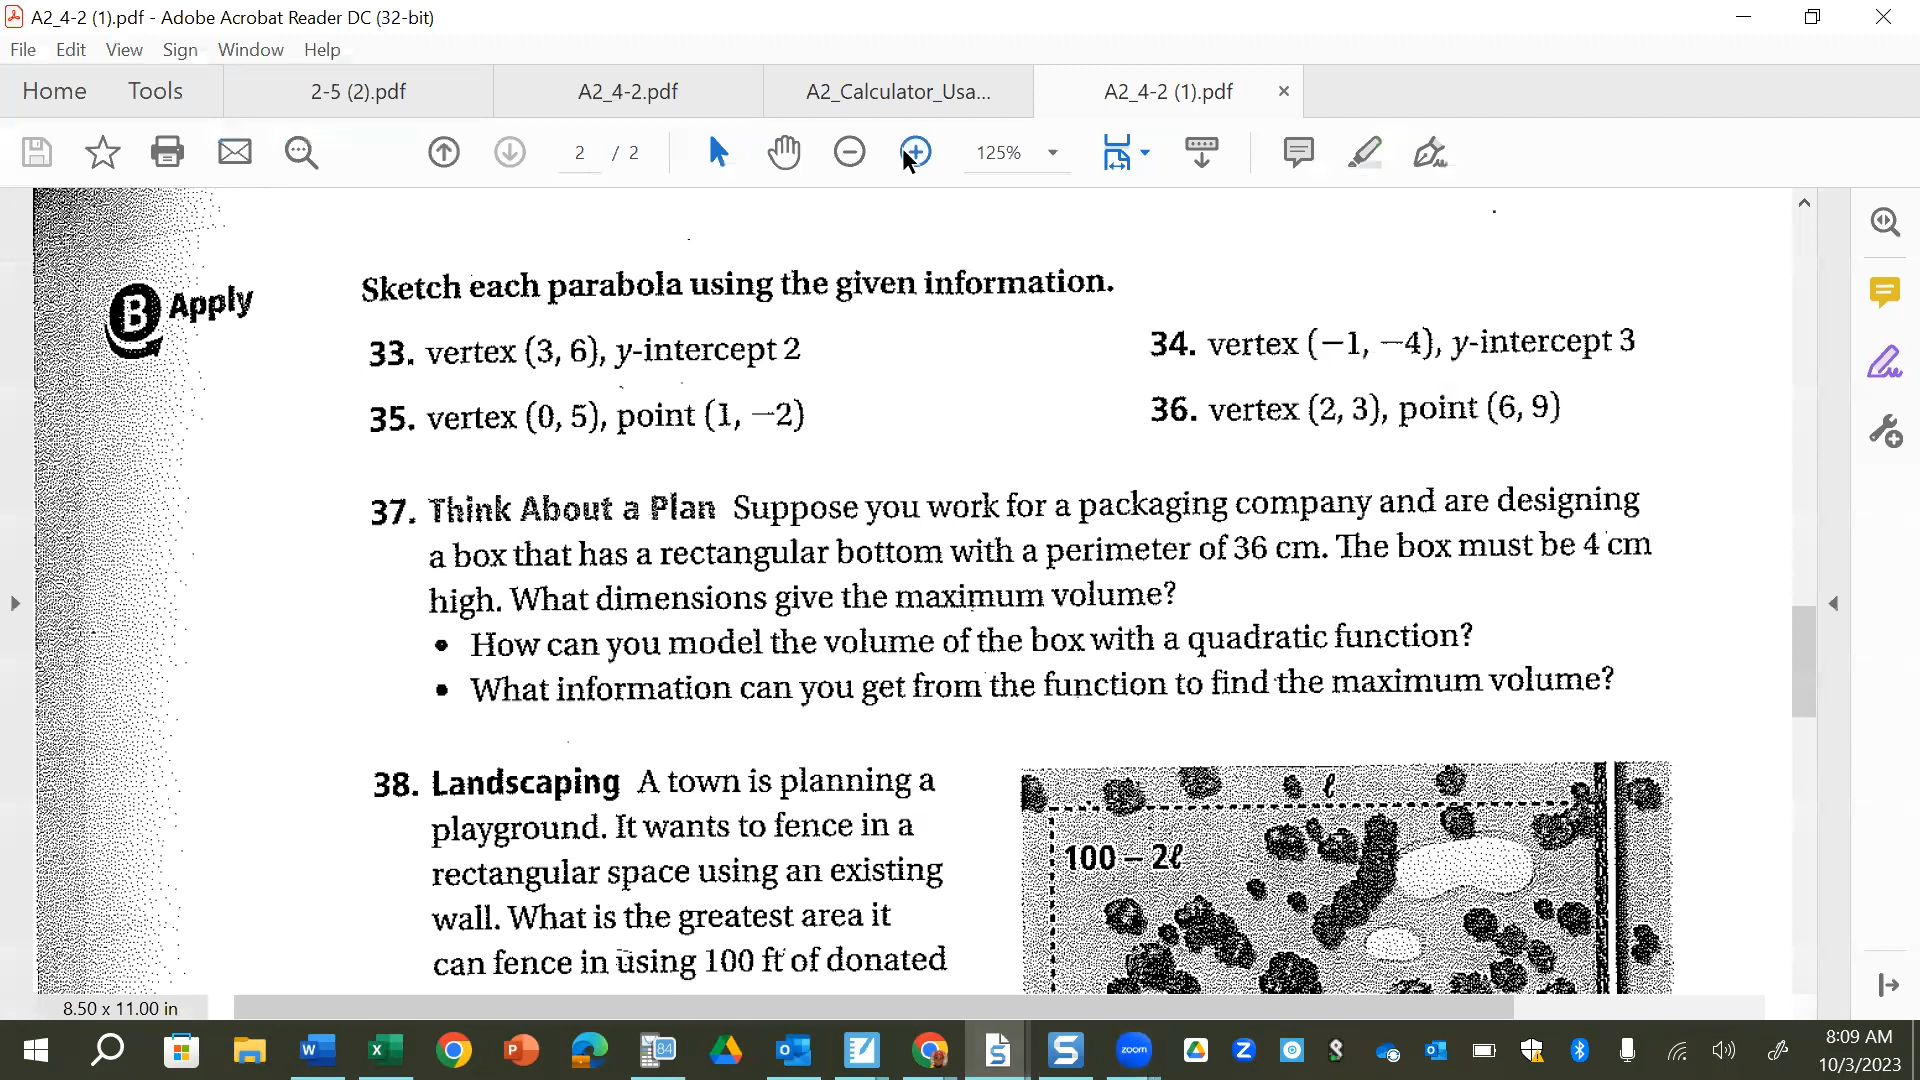 A2_4-2 (1).pdf - Adobe Acrobat Reader DC (32-bit)
File Edit View Sign Window Help
Home Tools 2-5 (2).pdf A2_4-2.pdf A2_Calculator_Usa... A2_4-2 (1).pdf ×
2 / 2 125%
B Apply
Sketch each parabola using the given information.
33. vertex (3, 6), y-intercept 2 34. vertex (−1, −4), y-intercept 3
35. vertex (0, 5), point (1, −2) 36. vertex (2, 3), point (6, 9)
37. Think About a Plan Suppose you work for a packaging company and are designing
a box that has a rectangular bottom with a perimeter of 36 cm. The box must be 4 cm
high. What dimensions give the maximum volume?
• How can you model the volume of the box with a quadratic function?
• What information can you get from the function to find the maximum volume?
38. Landscaping A town is planning a
playground. It wants to fence in a
rectangular space using an existing
wall. What is the greatest area it
can fence in using 100 ft of donated
ℓ
100 − 2ℓ
8.50 x 11.00 in
84
zoom
8:09 AM
10/3/2023